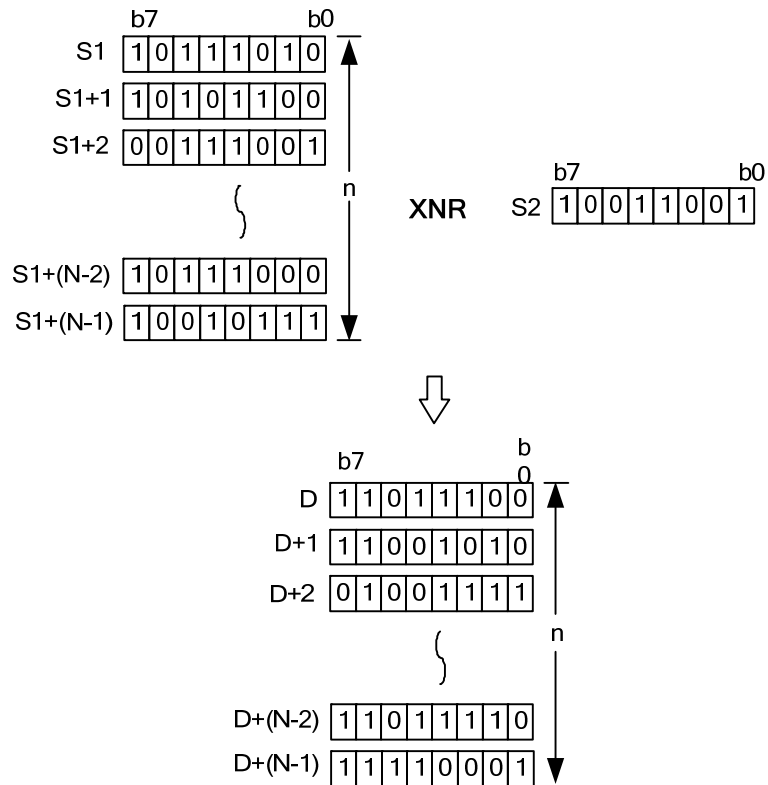 b7 b0
S1 1 0 1 1 1 0 1 0
S1+1 1 0 1 0 1 1 0 0
S1+2 0 0 1 1 1 0 0 1
n
S1+(N-2) 1 0 1 1 1 0 0 0
S1+(N-1) 1 0 0 1 0 1 1 1
XNR
b7 b0
S2 1 0 0 1 1 0 0 1
b7 b
0
D 1 1 0 1 1 1 0 0
D+1 1 1 0 0 1 0 1 0
D+2 0 1 0 0 1 1 1 1
n
D+(N-2) 1 1 0 1 1 1 1 0
D+(N-1) 1 1 1 1 0 0 0 1